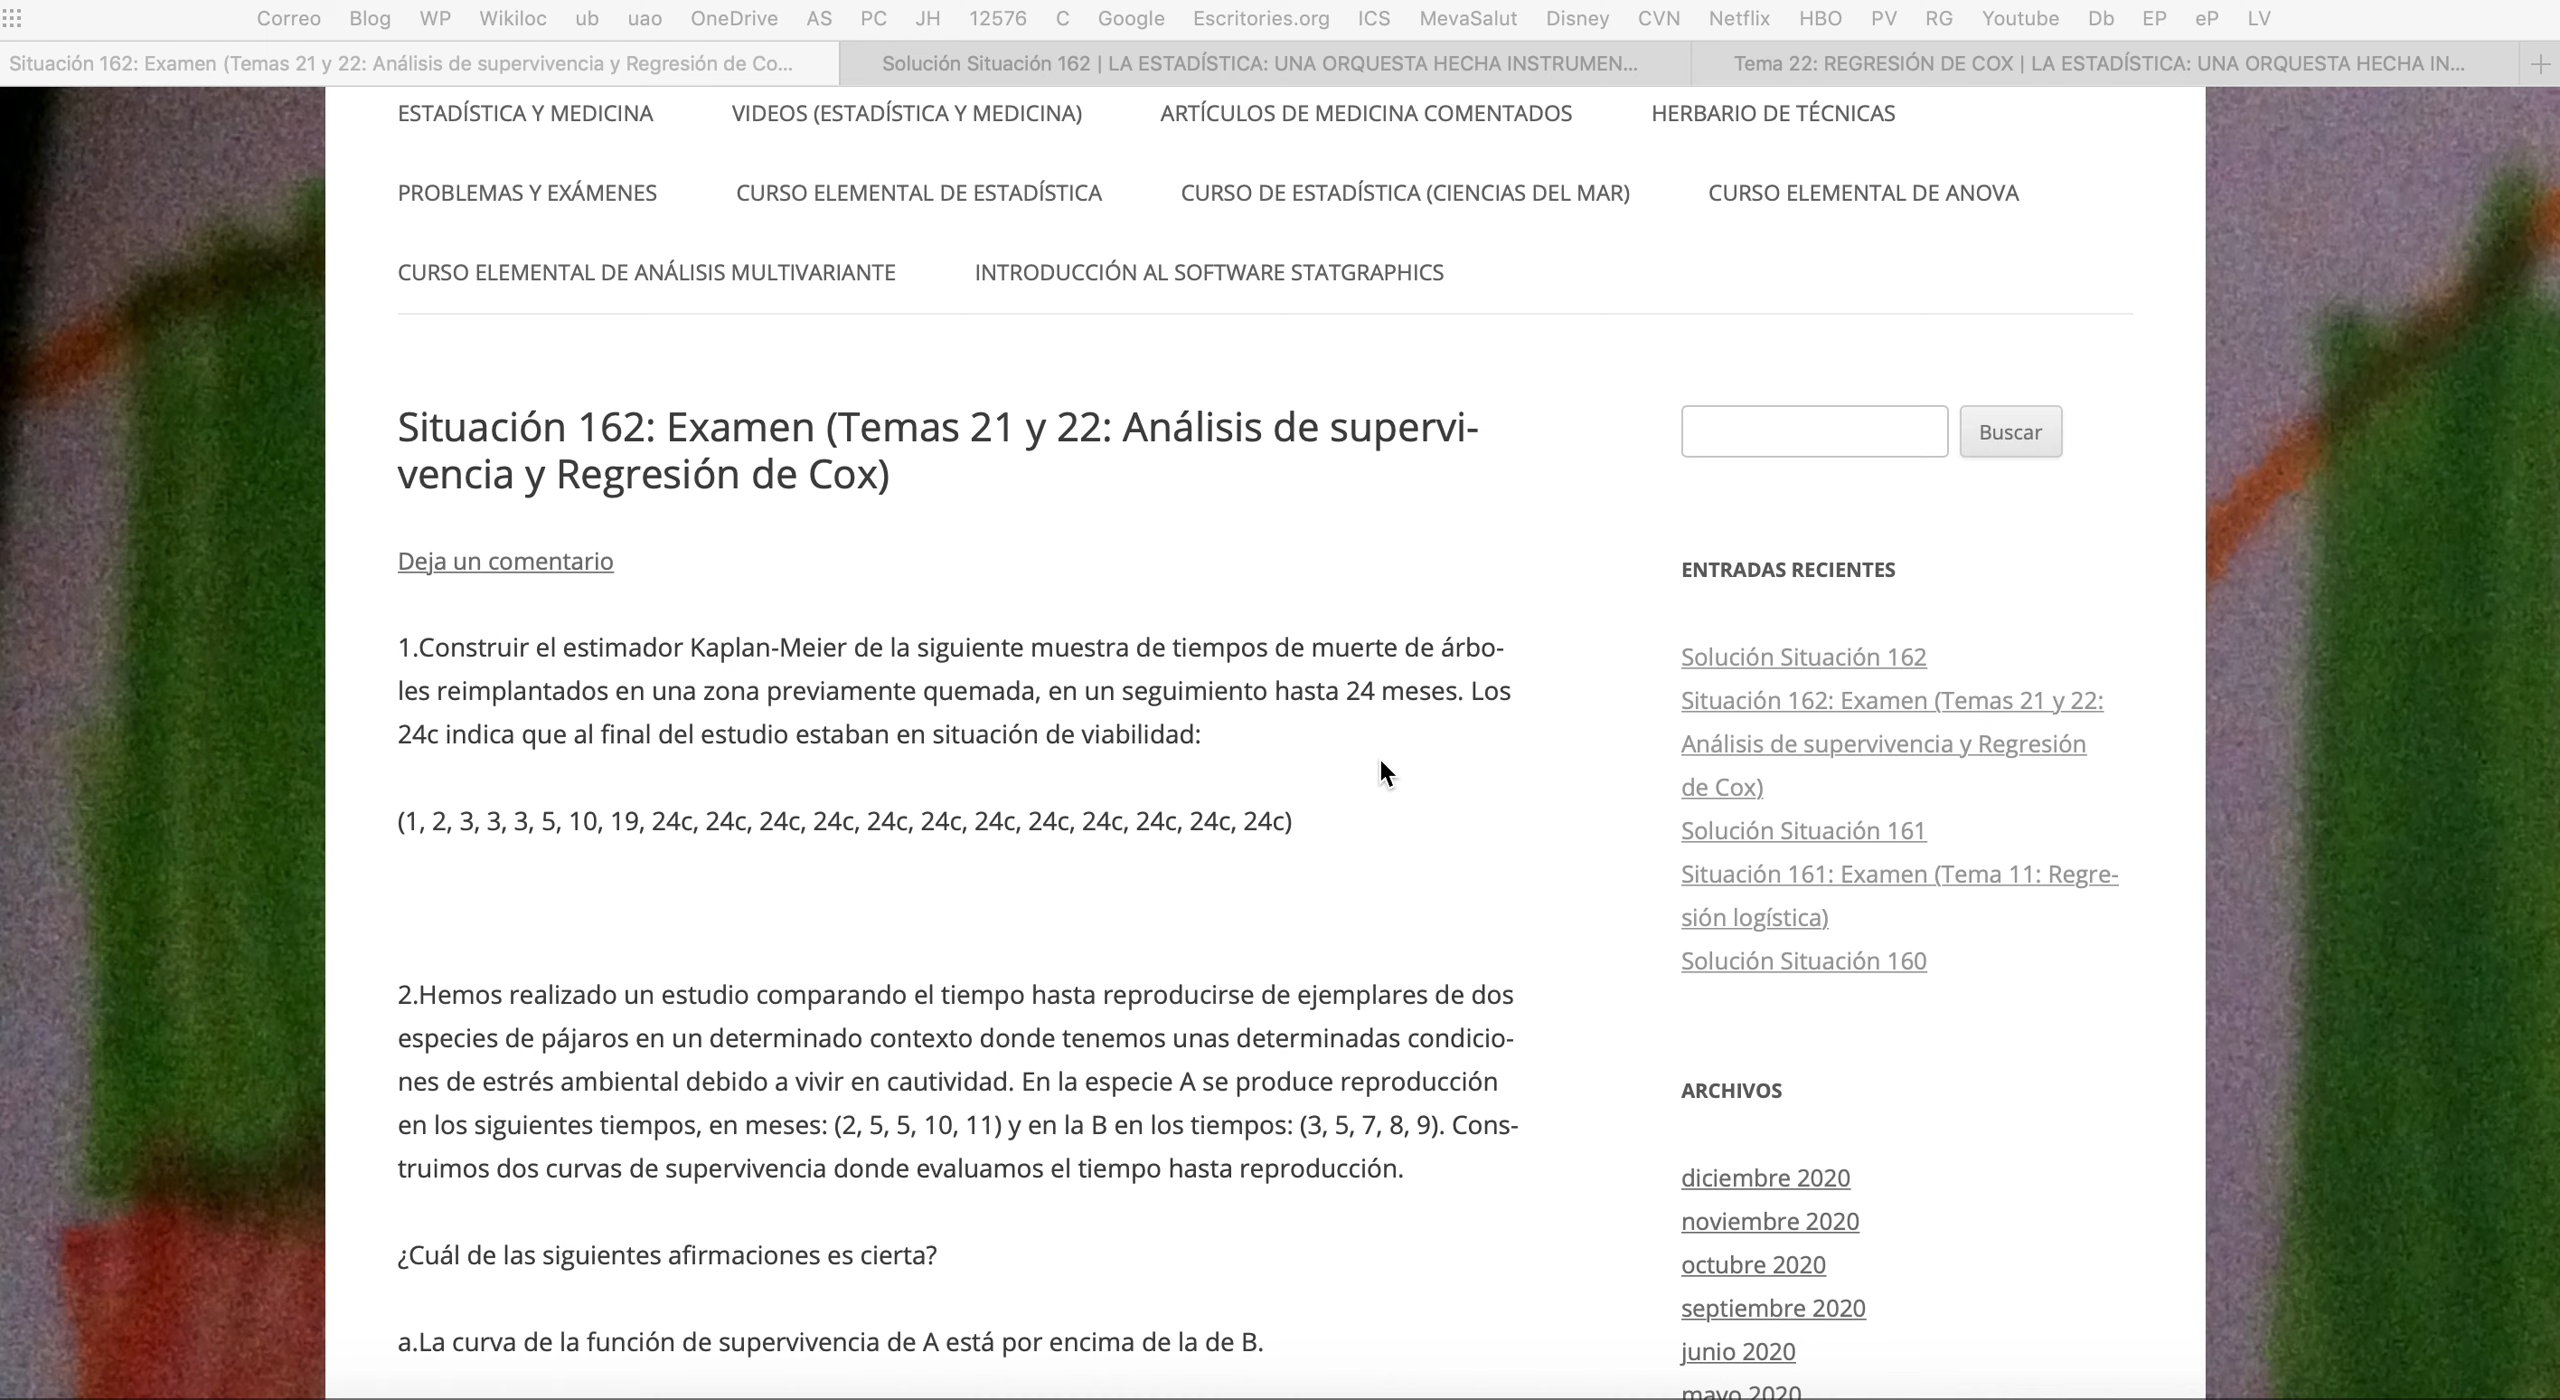 Correo Blog WP Wikiloc ub uao OneDrive AS PC JH 12576 C Google Escritories.org ICS MevaSalut Disney CVN Netflix HBO PV RG Youtube Db EP eP LV
Situación 162: Examen (Temas 21 y 22: Análisis de supervivencia y Regresión de Co... Solución Situación 162 | LA ESTADÍSTICA: UNA ORQUESTA HECHA INSTRUMEN... Tema 22: REGRESIÓN DE COX | LA ESTADÍSTICA: UNA ORQUESTA HECHA IN...
ESTADÍSTICA Y MEDICINA VIDEOS (ESTADÍSTICA Y MEDICINA) ARTÍCULOS DE MEDICINA COMENTADOS HERBARIO DE TÉCNICAS
PROBLEMAS Y EXÁMENES CURSO ELEMENTAL DE ESTADÍSTICA CURSO DE ESTADÍSTICA (CIENCIAS DEL MAR) CURSO ELEMENTAL DE ANOVA
CURSO ELEMENTAL DE ANÁLISIS MULTIVARIANTE INTRODUCCIÓN AL SOFTWARE STATGRAPHICS
Situación 162: Examen (Temas 21 y 22: Análisis de supervi-
vencia y Regresión de Cox)
Deja un comentario
1.Construir el estimador Kaplan-Meier de la siguiente muestra de tiempos de muerte de árbo-
les reimplantados en una zona previamente quemada, en un seguimiento hasta 24 meses. Los
24c indica que al final del estudio estaban en situación de viabilidad:
(1, 2, 3, 3, 3, 5, 10, 19, 24c, 24c, 24c, 24c, 24c, 24c, 24c, 24c, 24c, 24c, 24c, 24c)
2.Hemos realizado un estudio comparando el tiempo hasta reproducirse de ejemplares de dos
especies de pájaros en un determinado contexto donde tenemos unas determinadas condicio-
nes de estrés ambiental debido a vivir en cautividad. En la especie A se produce reproducción
en los siguientes tiempos, en meses: (2, 5, 5, 10, 11) y en la B en los tiempos: (3, 5, 7, 8, 9). Cons-
truimos dos curvas de supervivencia donde evaluamos el tiempo hasta reproducción.
¿Cuál de las siguientes afirmaciones es cierta?
a.La curva de la función de supervivencia de A está por encima de la de B.
Buscar
ENTRADAS RECIENTES
Solución Situación 162
Situación 162: Examen (Temas 21 y 22:
Análisis de supervivencia y Regresión
de Cox)
Solución Situación 161
Situación 161: Examen (Tema 11: Regre-
sión logística)
Solución Situación 160
ARCHIVOS
diciembre 2020
noviembre 2020
octubre 2020
septiembre 2020
junio 2020
mayo 2020